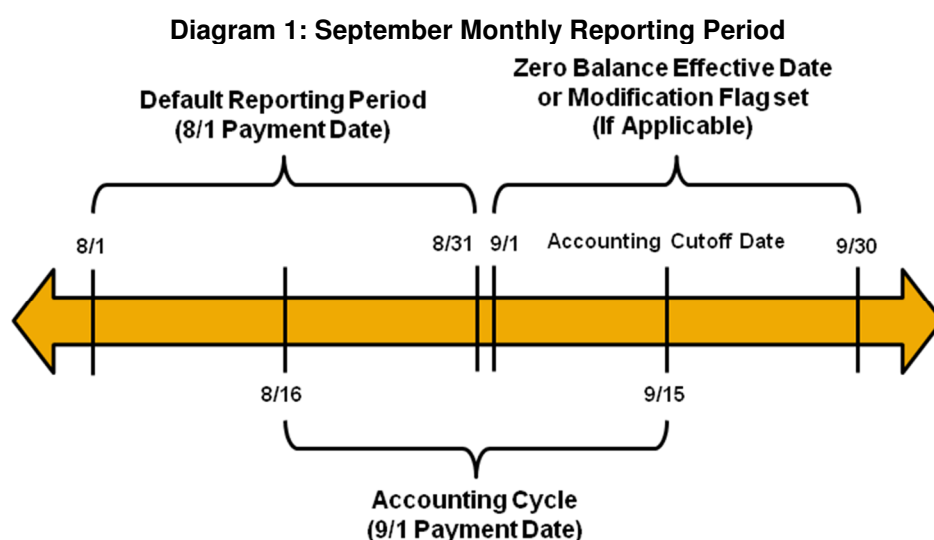 Diagram 1: September Monthly Reporting Period
Default Reporting Period
(8/1 Payment Date)
Zero Balance Effective Date
or Modification Flag set
(If Applicable)
8/1
8/31
9/1
Accounting Cutoff Date
9/30
8/16
9/15
Accounting Cycle
(9/1 Payment Date)